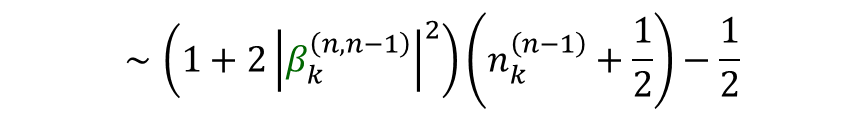 ~ (1 + 2 |β_k^{(n,n−1)}|^2) (n_k^{(n−1)} + 1/2) − 1/2